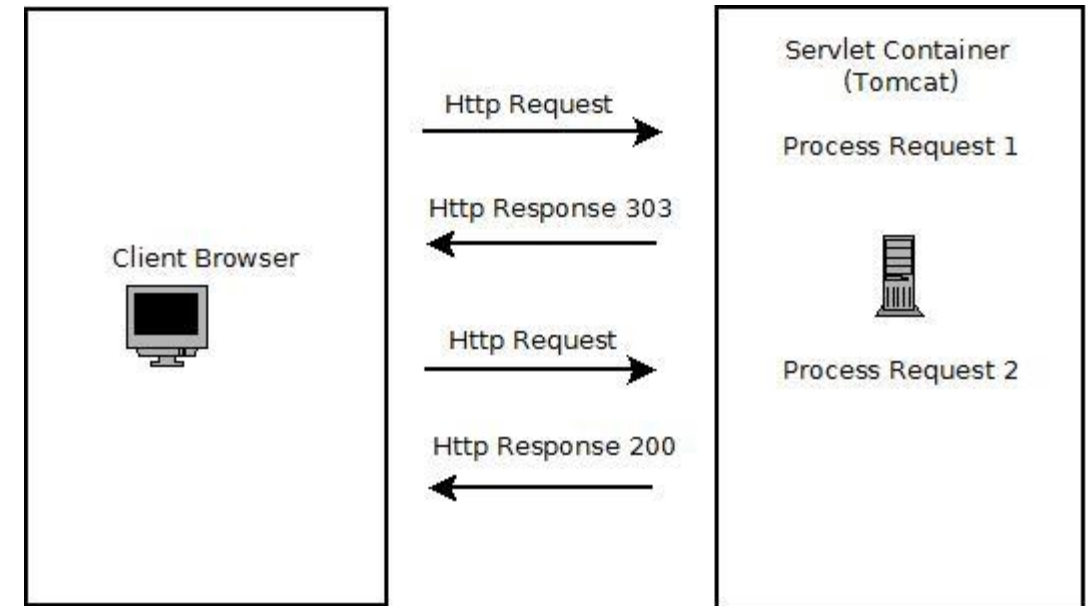 Client Browser
Http Request
Http Response 303
Http Request
Http Response 200
Servlet Container
(Tomcat)
Process Request 1
Process Request 2